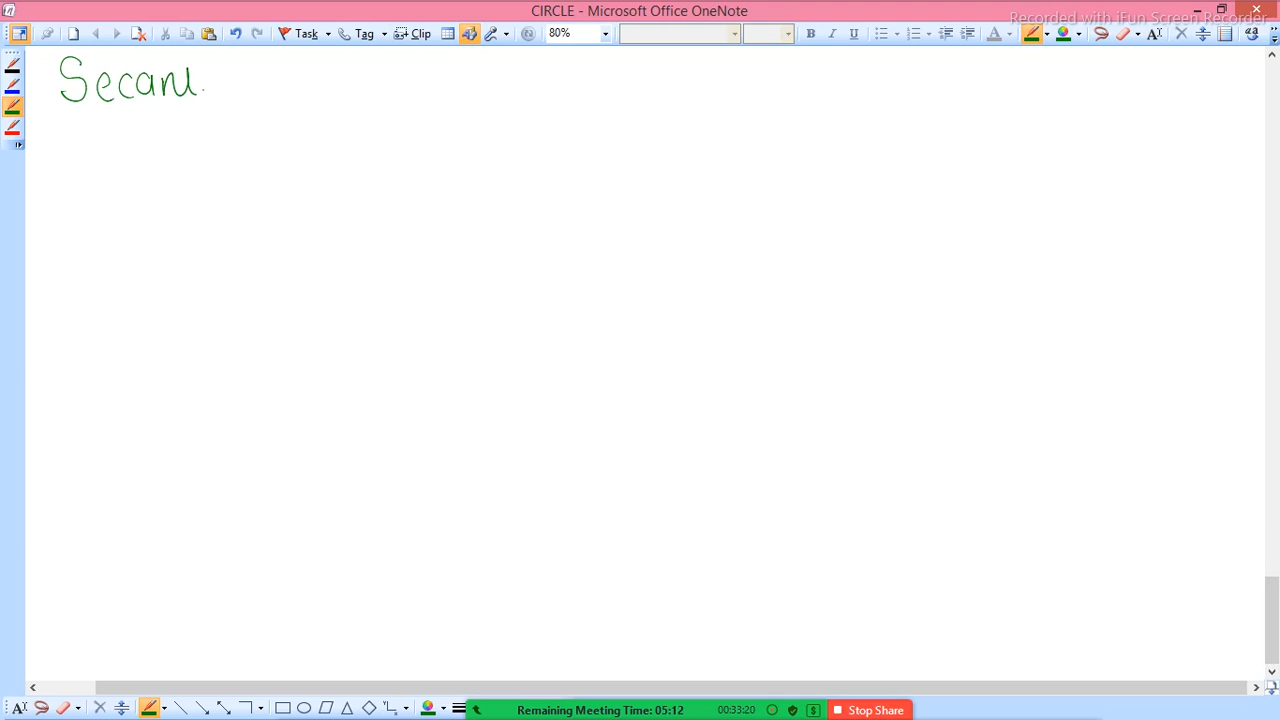 CIRCLE - Microsoft Office OneNote
Recorded with iFun Screen Recorder
Task Tag Clip 80% B I U A
Secant
Remaining Meeting Time: 05:12 00:33:20 Stop Share